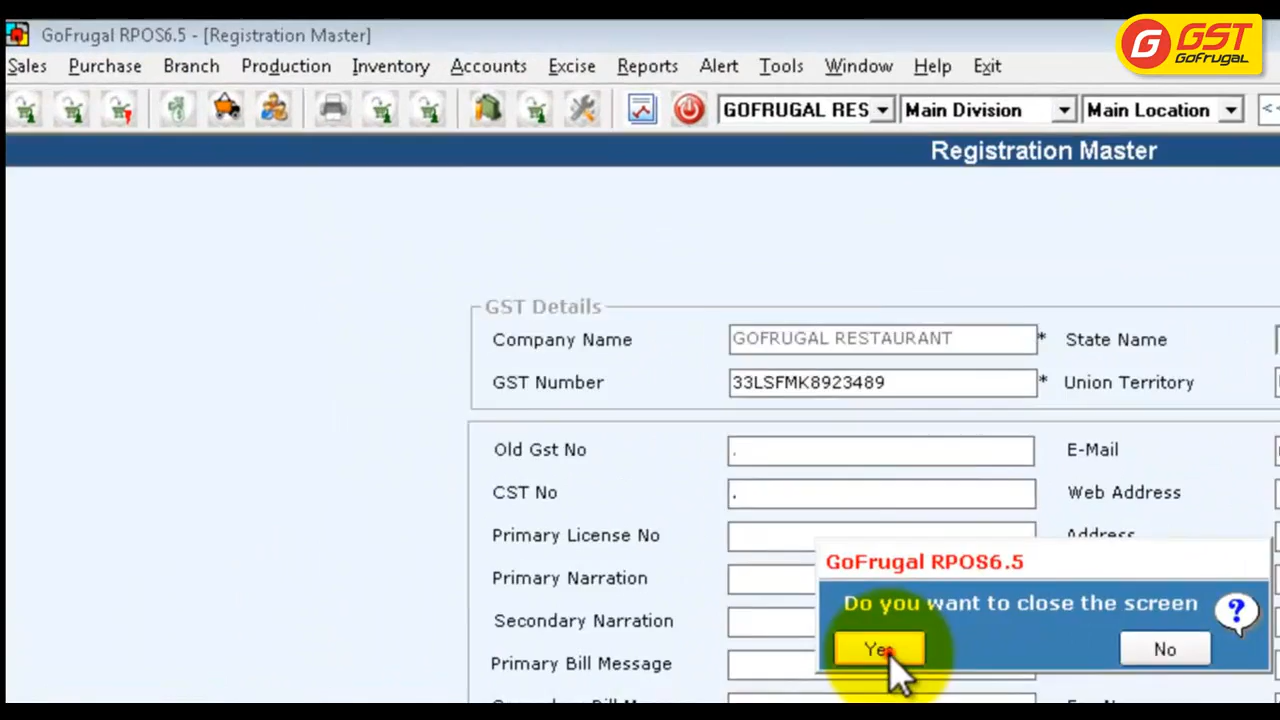 GoFrugal RPOS6.5 - [Registration Master]
G GST
GOFRUGAL
Sales Purchase Branch Production Inventory Accounts Excise Reports Alert Tools Window Help Exit
GOFRUGAL RES Main Division Main Location <
Registration Master
GST Details
Company Name GOFRUGAL RESTAURANT * State Name
GST Number 33LSFMK8923489 * Union Territory
Old Gst No . E-Mail
CST No . Web Address
Primary License No Address
Primary Narration
Secondary Narration
Primary Bill Message
GoFrugal RPOS6.5
Do you want to close the screen
?
Yes No